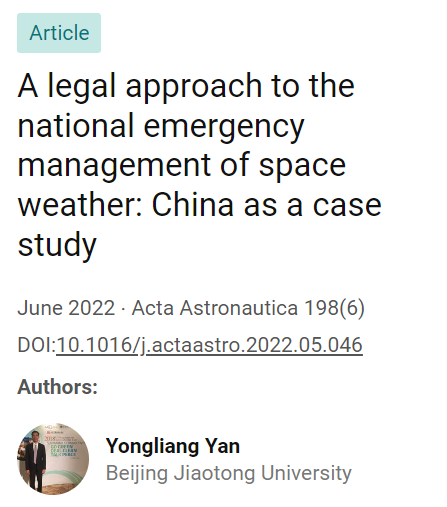 Article
A legal approach to the
national emergency
management of space
weather: China as a case
study
June 2022 · Acta Astronautica 198(6)
DOI:10.1016/j.actaastro.2022.05.046
Authors:
Yongliang Yan
Beijing Jiaotong University